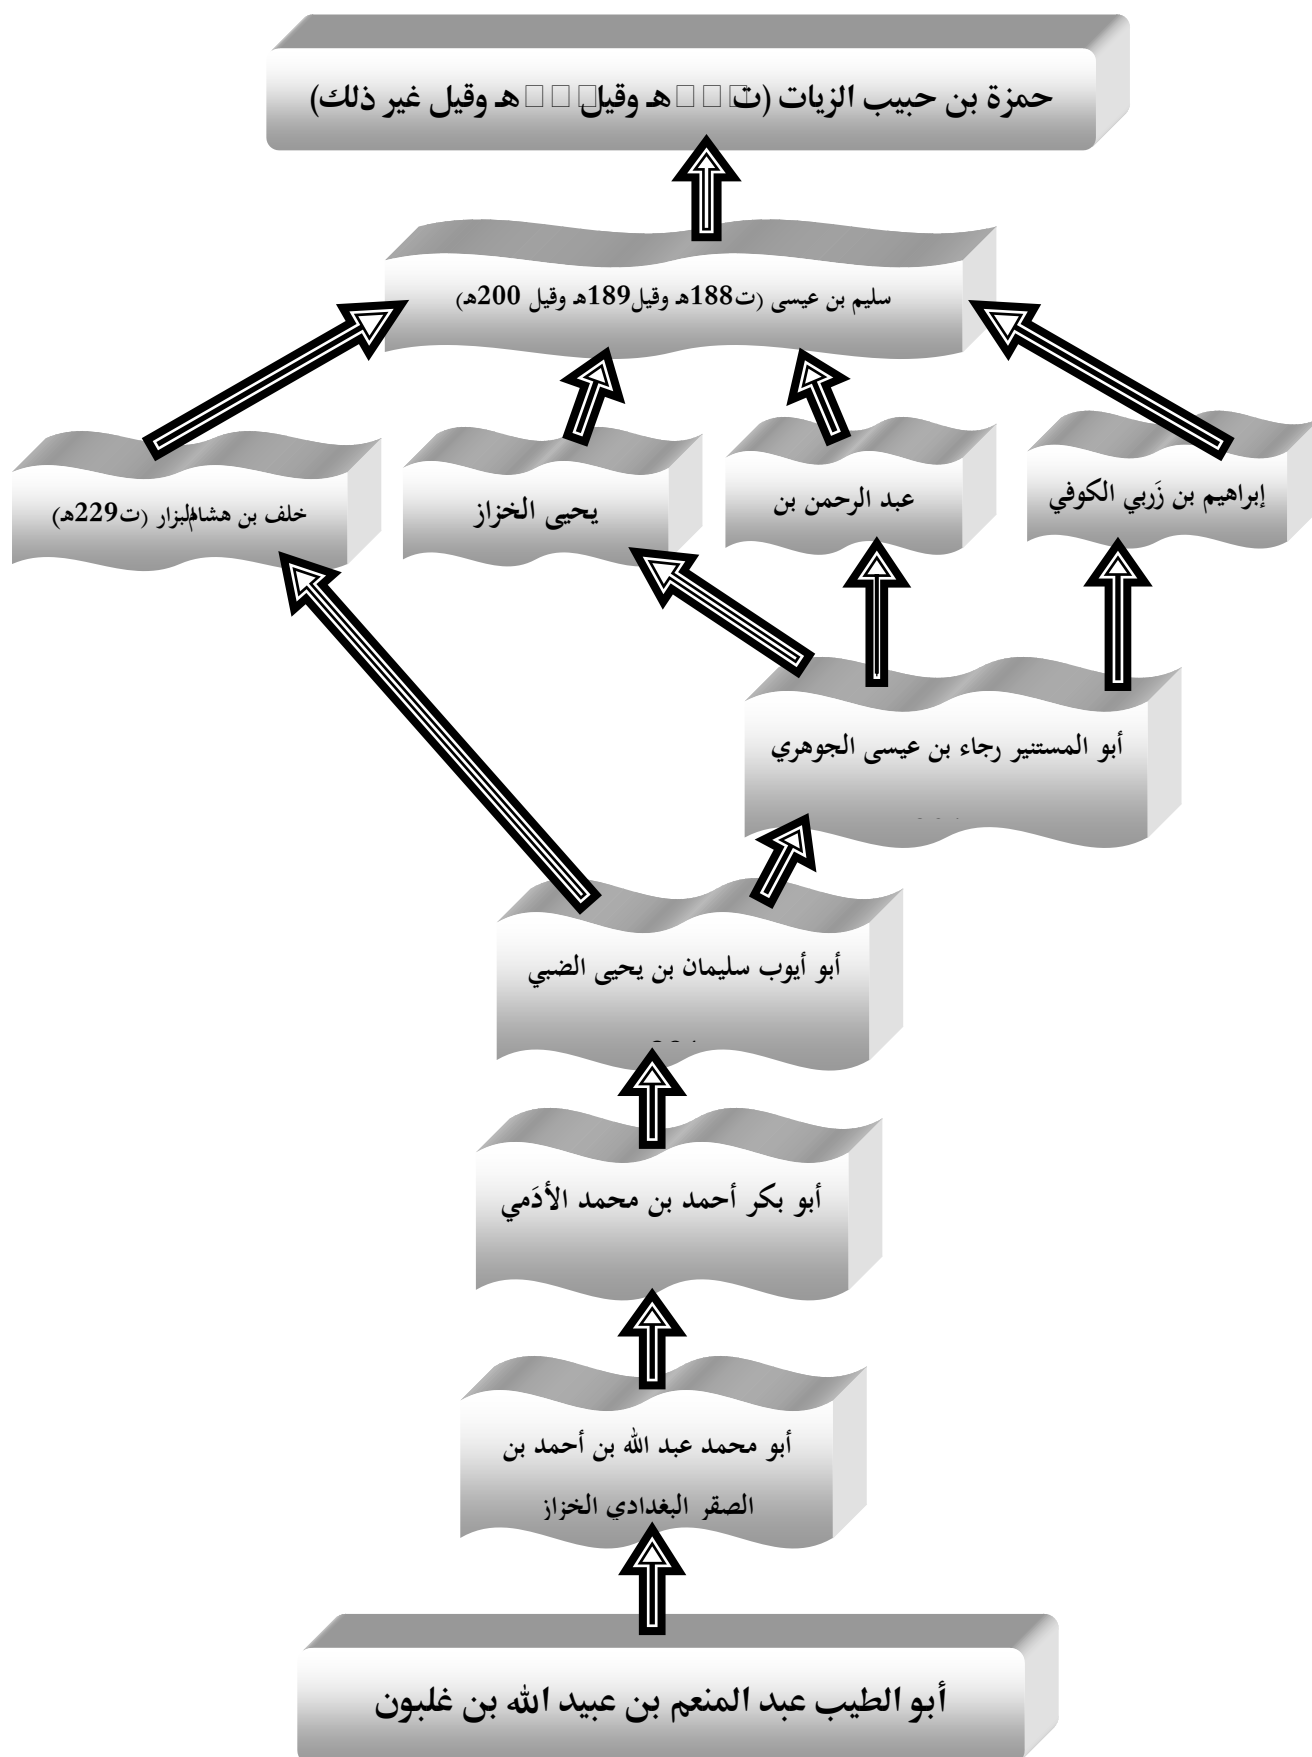 حمزة بن حبيب الزيات (ت□□□هـ وقيل□□□هـ وقيل غير ذلك)
سليم بن عيسى (ت188هـ وقيل189هـ وقيل 200هـ)
إبراهيم بن زَربي الكوفي
عبد الرحمن بن
يحيى الخزاز
خلف بن هشام البزار (ت229هـ)
أبو المستنير رجاء بن عيسى الجوهري
أبو أيوب سليمان بن يحيى الضبي
أبو بكر أحمد بن محمد الأدَمي
أبو محمد عبد الله بن أحمد بن
الصقر البغدادي الخزاز
أبو الطيب عبد المنعم بن عبيد الله بن غلبون